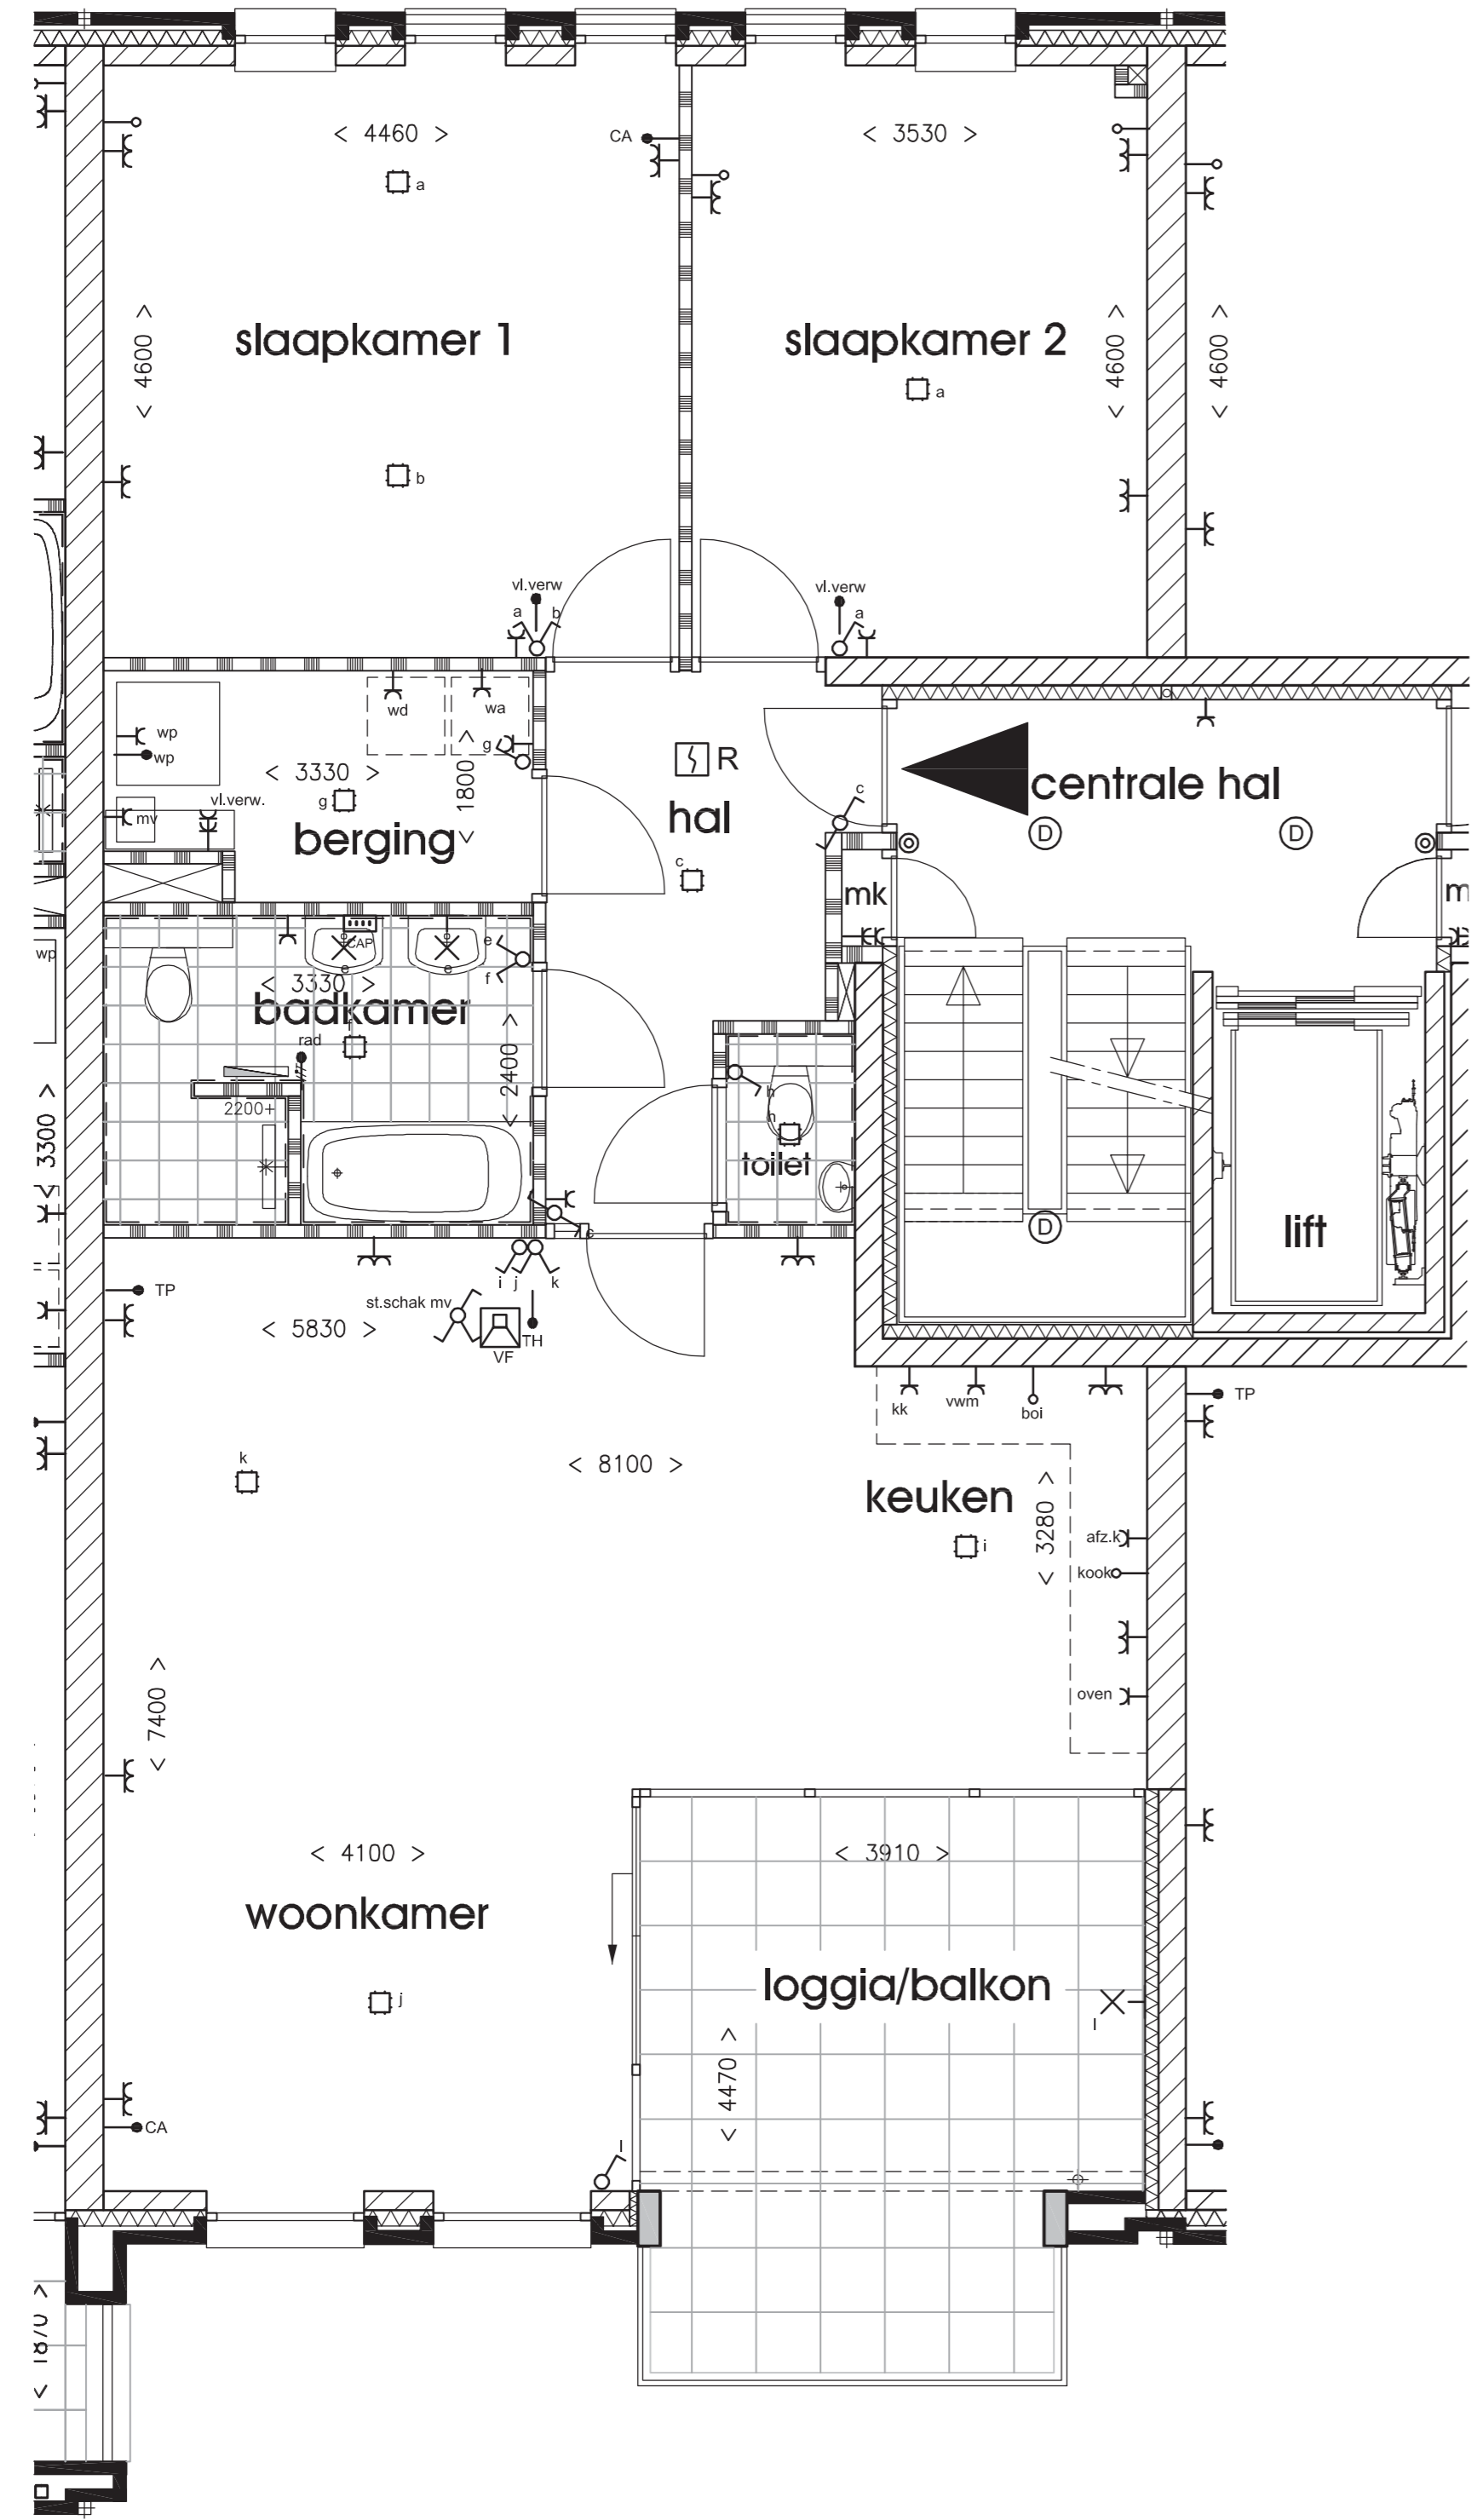 < 4460 >
CA
< 3530 >
a
< 4600 >
slaapkamer 1
slaapkamer 2
< 4600 >
< 4600 >
a
b
vl.verw
a
b
vl.verw
a
wd
wa
wp
wp
g
< 3330 >
< 1800 >
R
centrale hal
vl.verw.
g
mv
berging
hal
c
D
D
c
mk
m
CAP
e
e
e
f
wp
< 3330 >
badkamer
rad
< 2400 >
2200+
h
h
toilet
< 3300 >
lift
c
D
i
j
k
TP
st.schak mv
< 5830 >
TH
VF
kk
vwm
boi
TP
k
< 8100 >
keuken
i
< 3280 >
afz.k
kook
oven
< 7400 >
< 4100 >
< 3910 >
woonkamer
loggia/balkon
j
l
< 4470 >
CA
l
< 1870 >